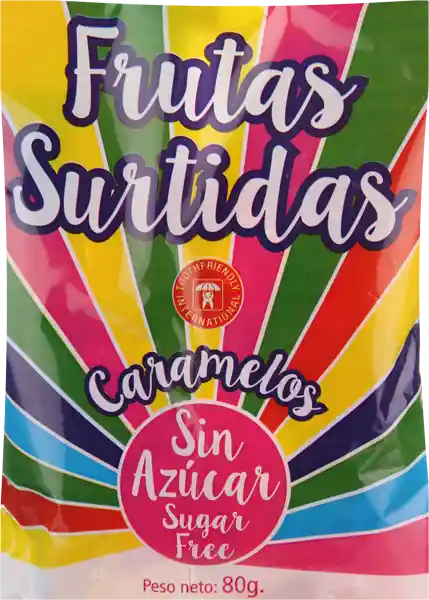 Frutas
Surtidas
TOOTHFRIENDLY
INTERNATIONAL
Caramelos
Sin
Azúcar
Sugar
Free
Peso neto: 80g.